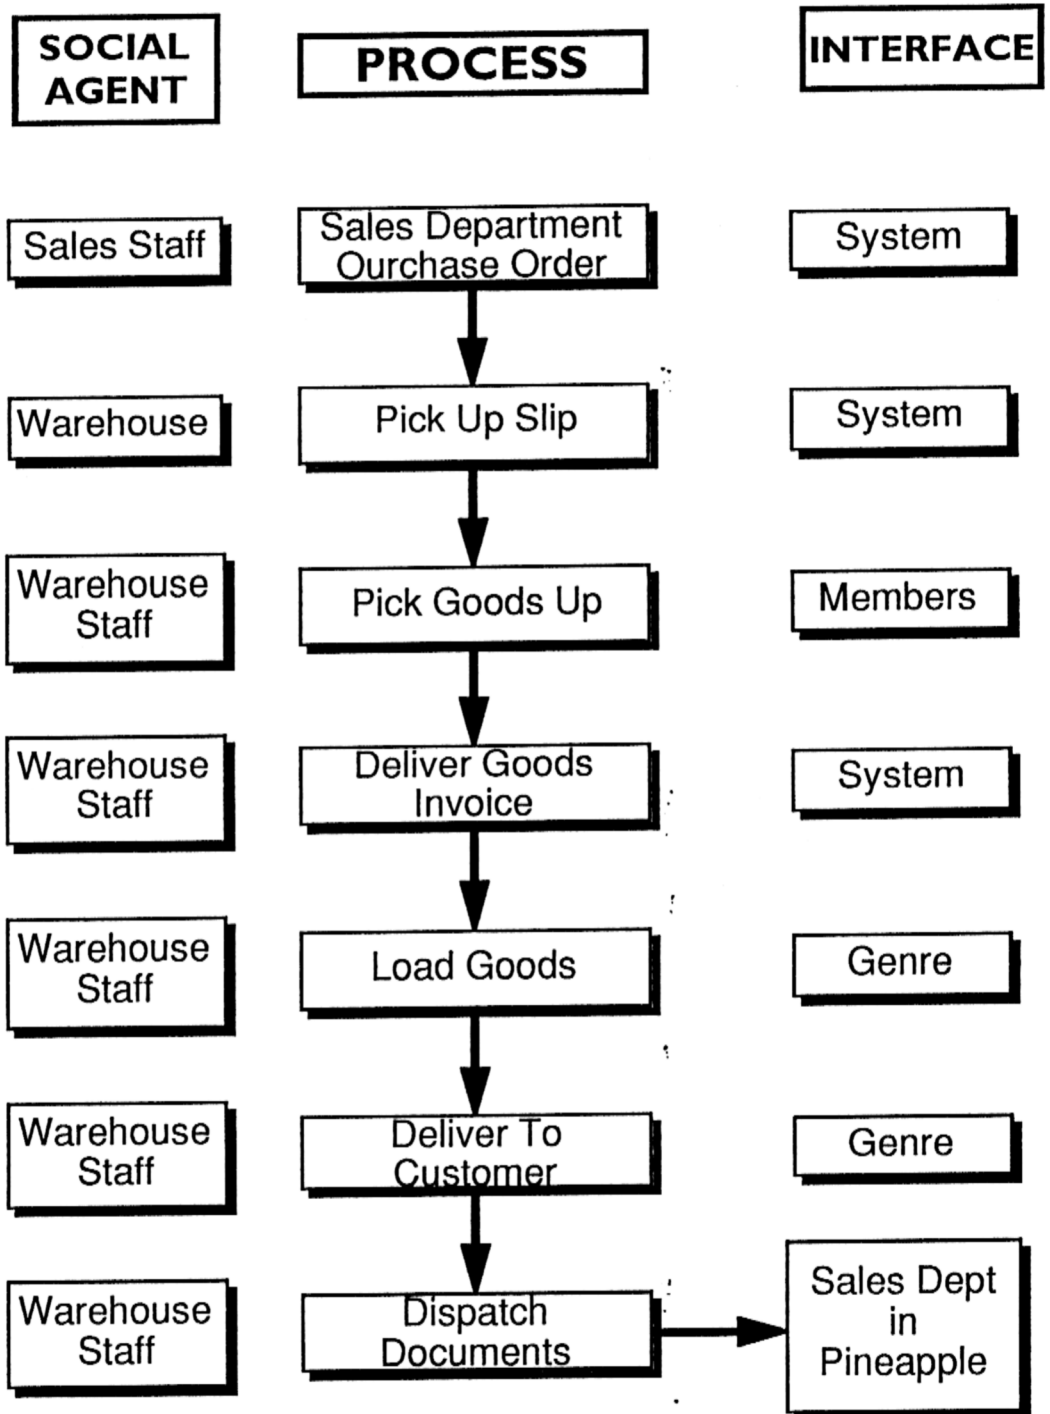 SOCIAL
AGENT
PROCESS
INTERFACE
Sales Staff
Sales Department
Ourchase Order
System
Warehouse
Pick Up Slip
System
Warehouse
Staff
Pick Goods Up
Members
Warehouse
Staff
Deliver Goods
Invoice
System
Warehouse
Staff
Load Goods
Genre
Warehouse
Staff
Deliver To
Customer
Genre
Warehouse
Staff
Dispatch
Documents
Sales Dept
in
Pineapple